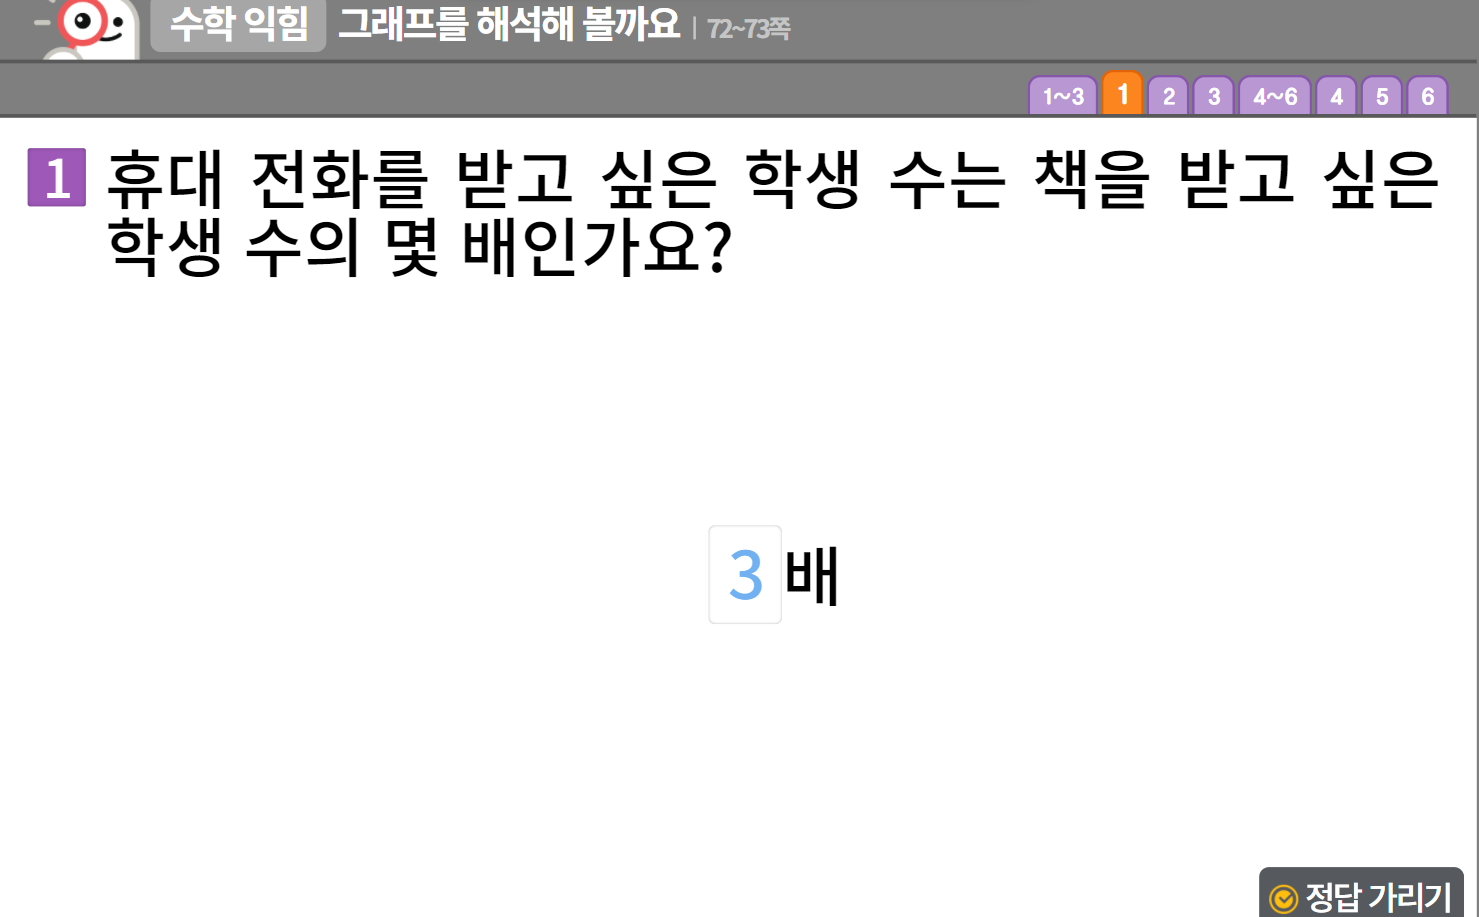 수학 익힘 그래프를 해석해 볼까요 | 72~73쪽
1~3 1 2 3 4~6 4 5 6
1 휴대 전화를 받고 싶은 학생 수는 책을 받고 싶은
학생 수의 몇 배인가요?
3 배
정답 가리기